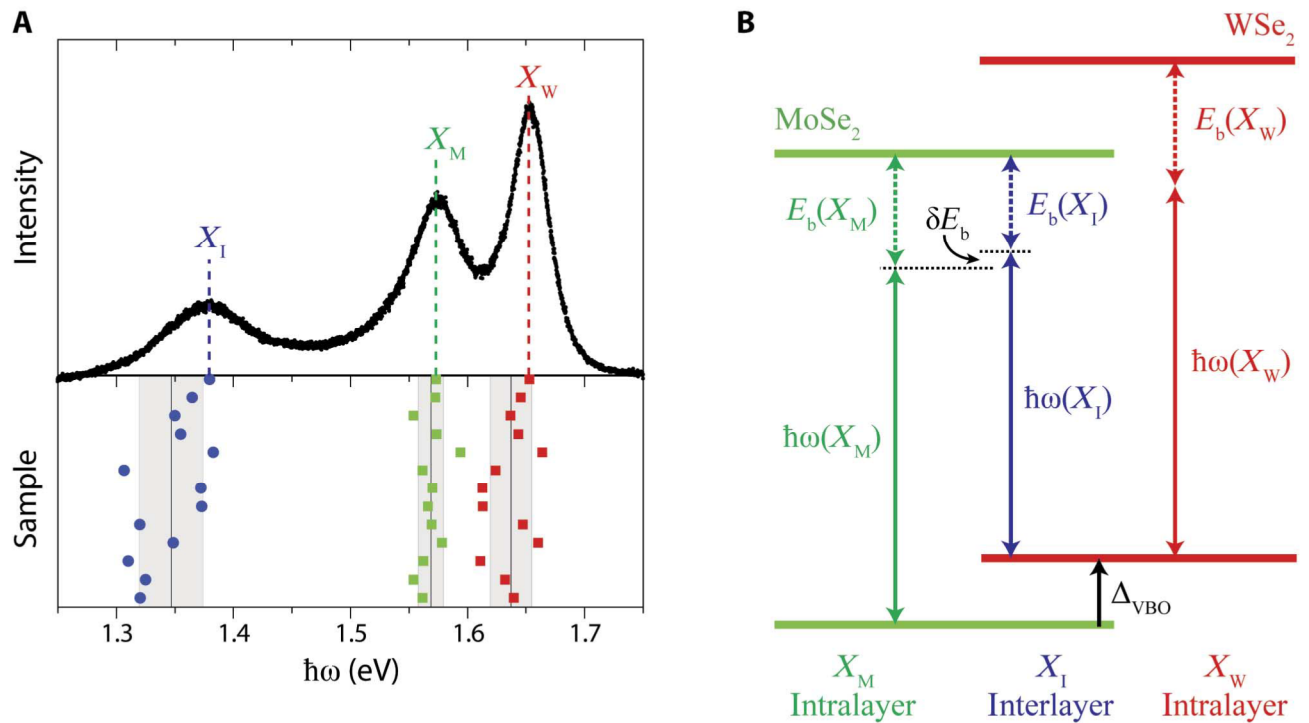 A
X_I
X_M
X_W
Intensity
Sample
1.3 1.4 1.5 1.6 1.7
ħω (eV)
B
WSe₂
MoSe₂
E_b(X_W)
E_b(X_M)
δE_b
E_b(X_I)
ħω(X_W)
ħω(X_I)
ħω(X_M)
Δ_VBO
X_M X_I X_W
Intralayer Interlayer Intralayer